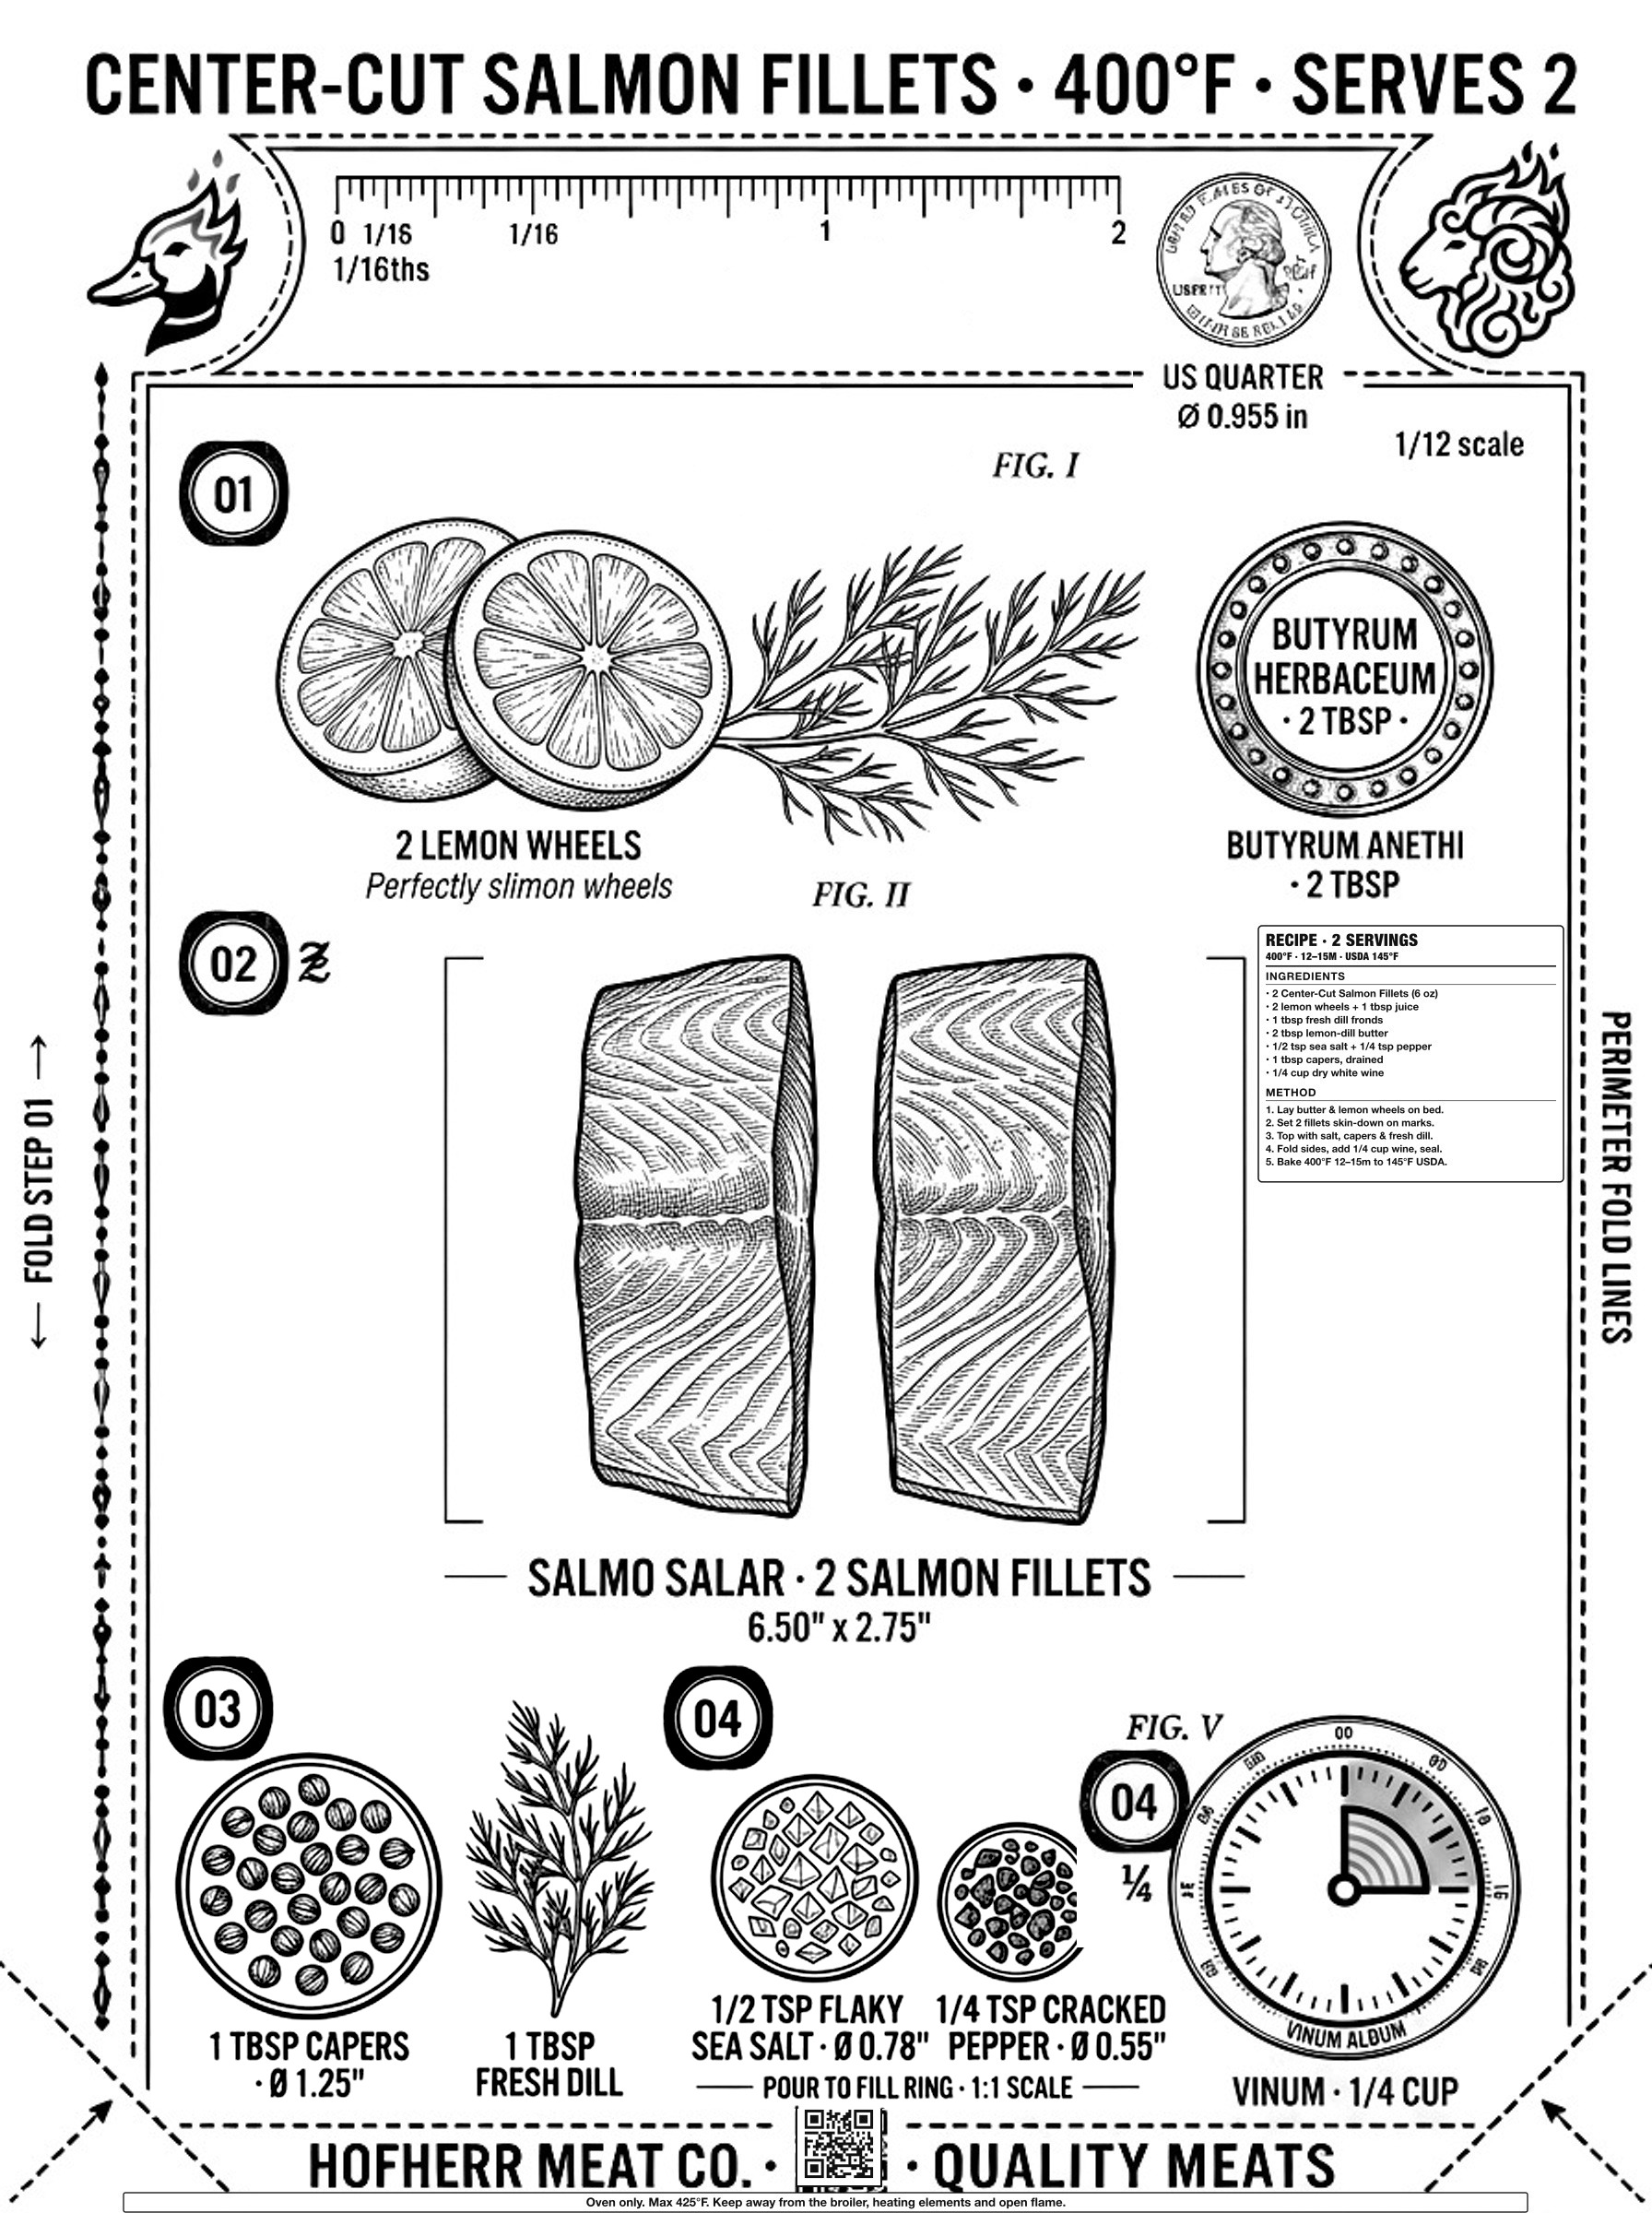 CENTER-CUT SALMON FILLETS · 400°F · SERVES 2
0 1/16 1/16 1 2
1/16ths
US QUARTER
Ø 0.955 in
1/12 scale
FIG. I
01
BUTYRUM
HERBACEUM
· 2 TBSP ·
2 LEMON WHEELS
Perfectly slimon wheels
BUTYRUM ANETHI
· 2 TBSP
FIG. II
02
RECIPE · 2 SERVINGS
400°F · 12–15M · USDA 145°F
INGREDIENTS
· 2 Center-Cut Salmon Fillets (6 oz)
· 2 lemon wheels + 1 tbsp juice
· 1 tbsp fresh dill fronds
· 2 tbsp lemon-dill butter
· 1/2 tsp sea salt + 1/4 tsp pepper
· 1 tbsp capers, drained
· 1/4 cup dry white wine
METHOD
1. Lay butter & lemon wheels on bed.
2. Set 2 fillets skin-down on marks.
3. Top with salt, capers & fresh dill.
4. Fold sides, add 1/4 cup wine, seal.
5. Bake 400°F 12–15m to 145°F USDA.
← FOLD STEP 01 →
PERIMETER FOLD LINES
SALMO SALAR · 2 SALMON FILLETS
6.50" x 2.75"
03
04
FIG. V
04
¼
00
VINUM ALBUM
1 TBSP CAPERS
· Ø 1.25"
1 TBSP
FRESH DILL
1/2 TSP FLAKY
SEA SALT · Ø 0.78"
1/4 TSP CRACKED
PEPPER · Ø 0.55"
POUR TO FILL RING · 1:1 SCALE
VINUM · 1/4 CUP
HOFHERR MEAT CO. · · QUALITY MEATS
Oven only. Max 425°F. Keep away from the broiler, heating elements and open flame.